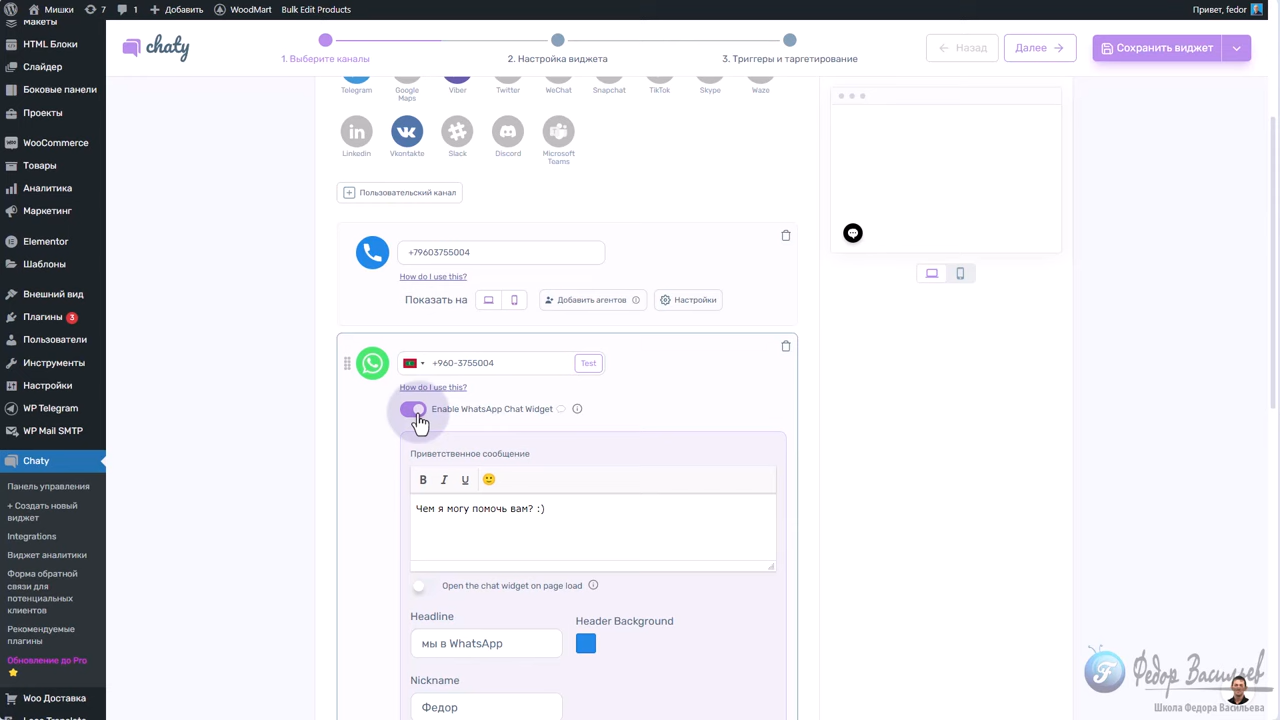 1
Добавить
WoodMart
Bulk Edit Products
Привет, fedor
макеты
HTML Блоки
Слайдер
Боковые панели
Проекты
WooCommerce
Товары
Аналитика
Маркетинг
Elementor
Шаблоны
Внешний вид
Плагины 3
Пользователи
Инструменты
Настройки
WP Telegram
WP Mail SMTP
Chaty
Панель управления
+ Создать новый
виджет
Integrations
Виджет аналитики
Форма обратной
связи для
потенциальных
клиентов
Рекомендуемые
плагины
Обновление до Pro
Woo Доставка
chaty
1. Выберите каналы
2. Настройка виджета
3. Триггеры и таргетирование
Назад
Далее
Сохранить виджет
Telegram
Google
Maps
Viber
Twitter
WeChat
Snapchat
TikTok
Skype
Waze
Linkedin
Vkontakte
Slack
Discord
Microsoft
Teams
Пользовательский канал
+79603755004
How do I use this?
Показать на
Добавить агентов
Настройки
+960-3755004
Test
How do I use this?
Enable WhatsApp Chat Widget
Приветственное сообщение
B I U
Чем я могу помочь вам? :)
Open the chat widget on page load
Headline
мы в WhatsApp
Header Background
Nickname
Федор
Федор Васильев
Школа Федора Васильева